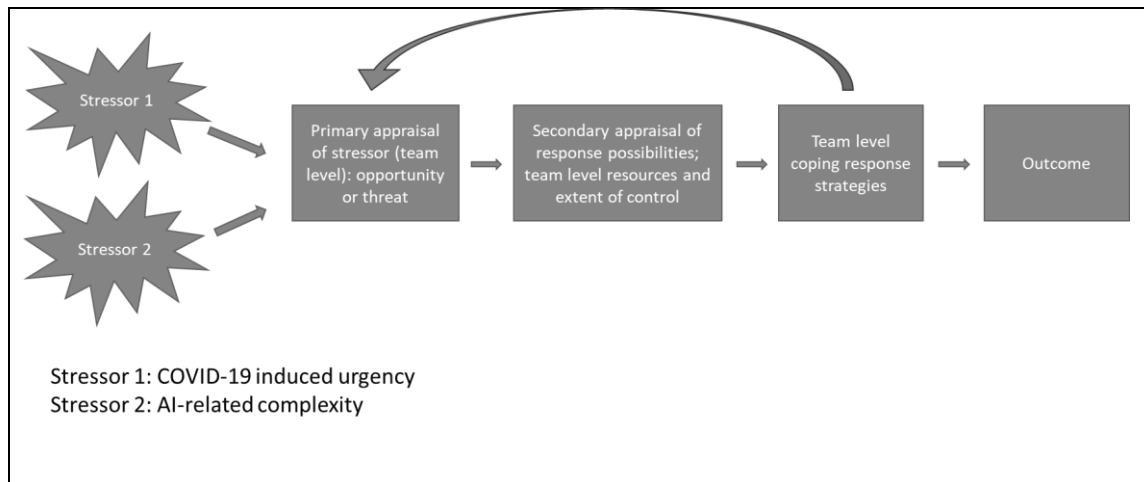 Stressor 1
Stressor 2
Primary appraisal
of stressor (team
level): opportunity
or threat
Secondary appraisal of
response possibilities;
team level resources and
extent of control
Team level
coping response
strategies
Outcome
Stressor 1: COVID-19 induced urgency
Stressor 2: AI-related complexity